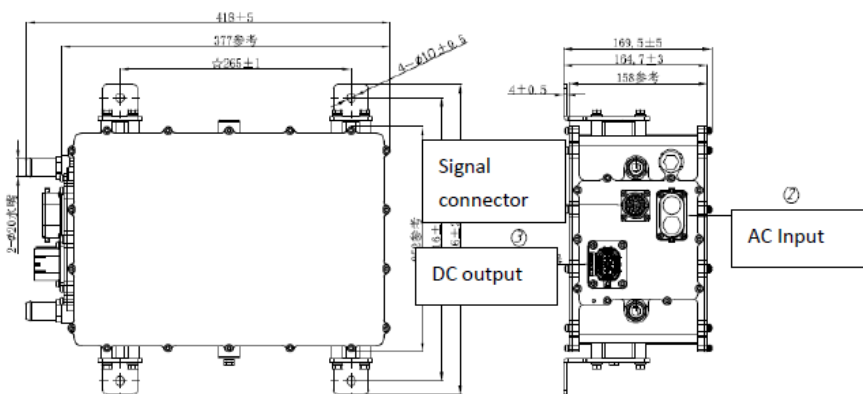 418±5
377参考
☆265±1
4-Φ10±0.5
2-Φ20水嘴
169.5±5
164.7±3
158参考
4±0.5
Signal
connector
③
DC output
②
AC Input